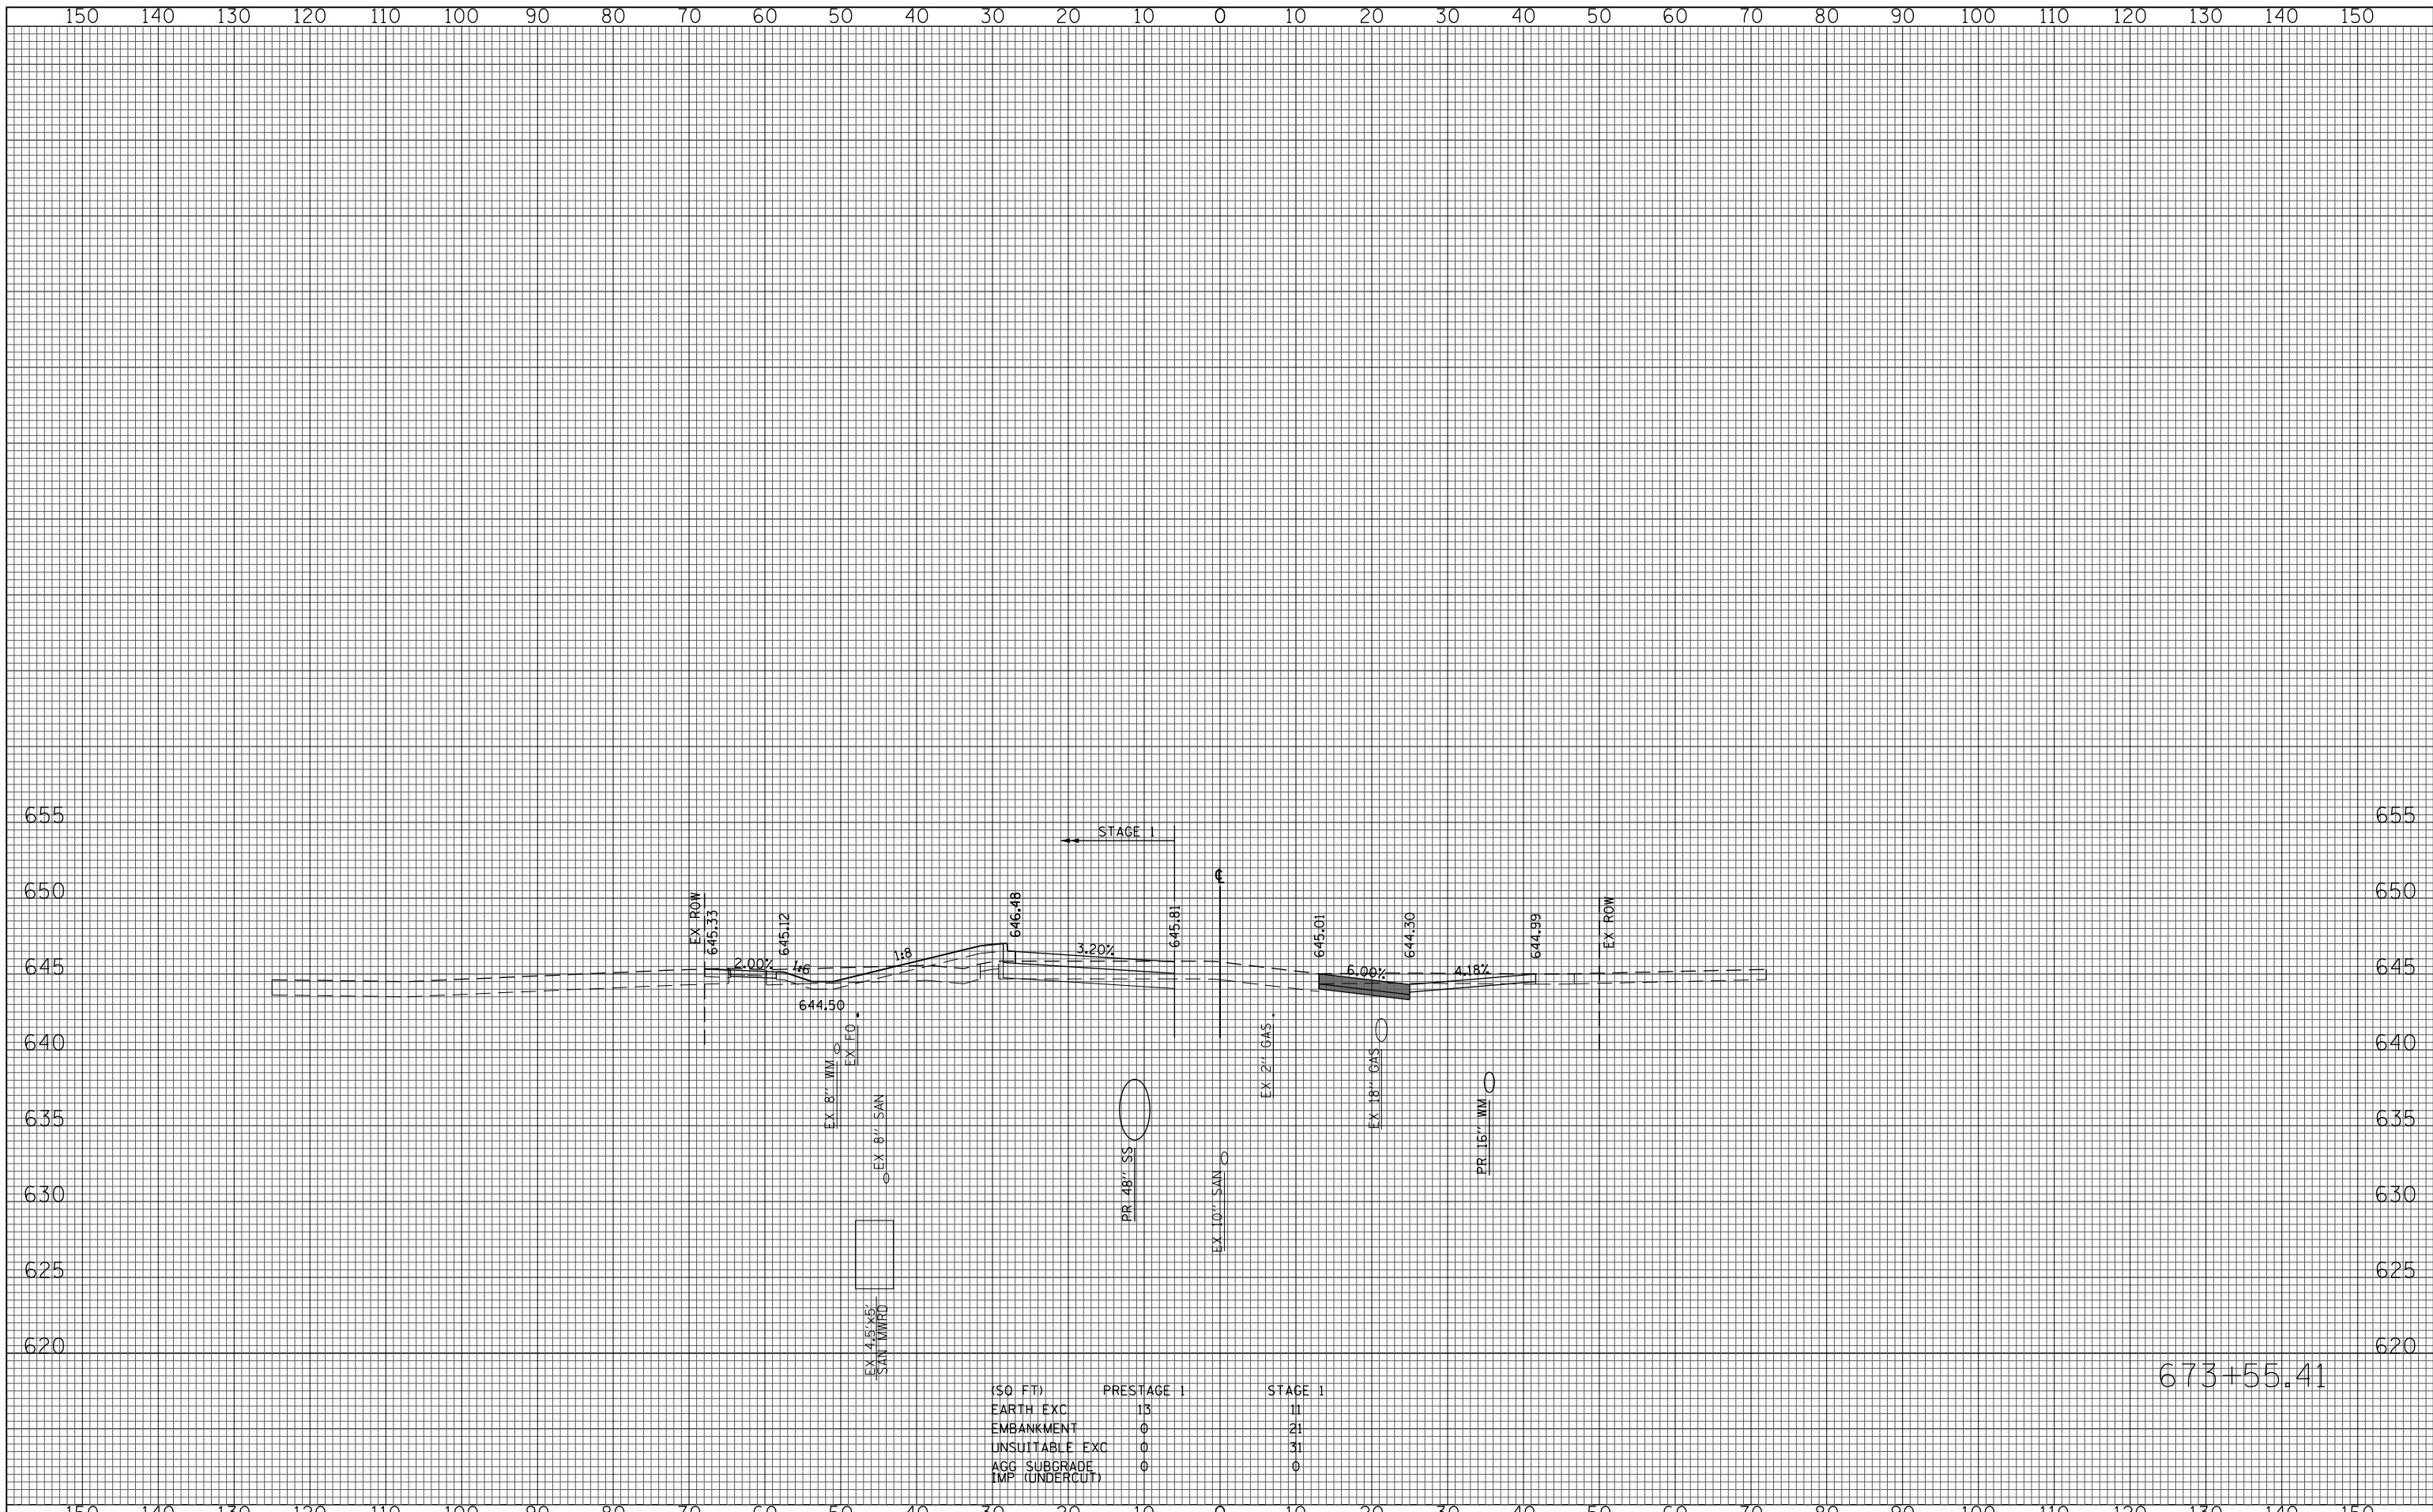 150 140 130 120 110 100 90 80 70 60 50 40 30 20 10 0 10 20 30 40 50 60 70 80 90 100 110 120 130 140 150
655 655
STAGE 1
650 650
℄
EX ROW
645.33
645.12
646.48
645.81
645.01
644.30
644.99
EX ROW
645 645
2.00%
1:6
1:8
3.20%
6.00%
4.18%
644.50
640 640
EX 8'' WM
EX FO
EX 8'' SAN
EX 2'' GAS
EX 18'' GAS
PR 16'' WM
635 635
PR 48'' SS
EX 10'' SAN
630 630
625 625
EX 4.5'x5'
SAN MWRD
620 620
673+55.41
(SQ FT) PRESTAGE 1 STAGE 1
EARTH EXC 13 11
EMBANKMENT 0 21
UNSUITABLE EXC 0 31
AGG SUBGRADE 0 0
IMP (UNDERCUT)
150 140 130 120 110 100 90 80 70 60 50 40 30 20 10 0 10 20 30 40 50 60 70 80 90 100 110 120 130 140 150